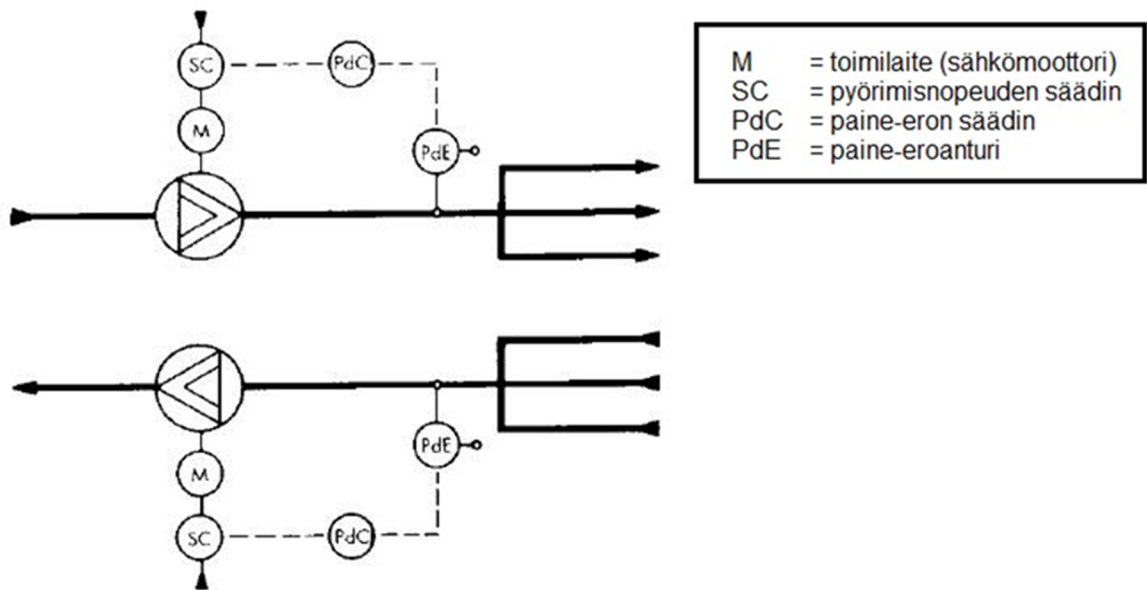 SC
PdC
M
PdE
M = toimilaite (sähkömoottori)
SC = pyörimisnopeuden säädin
PdC = paine-eron säädin
PdE = paine-eroanturi
PdE
M
SC
PdC